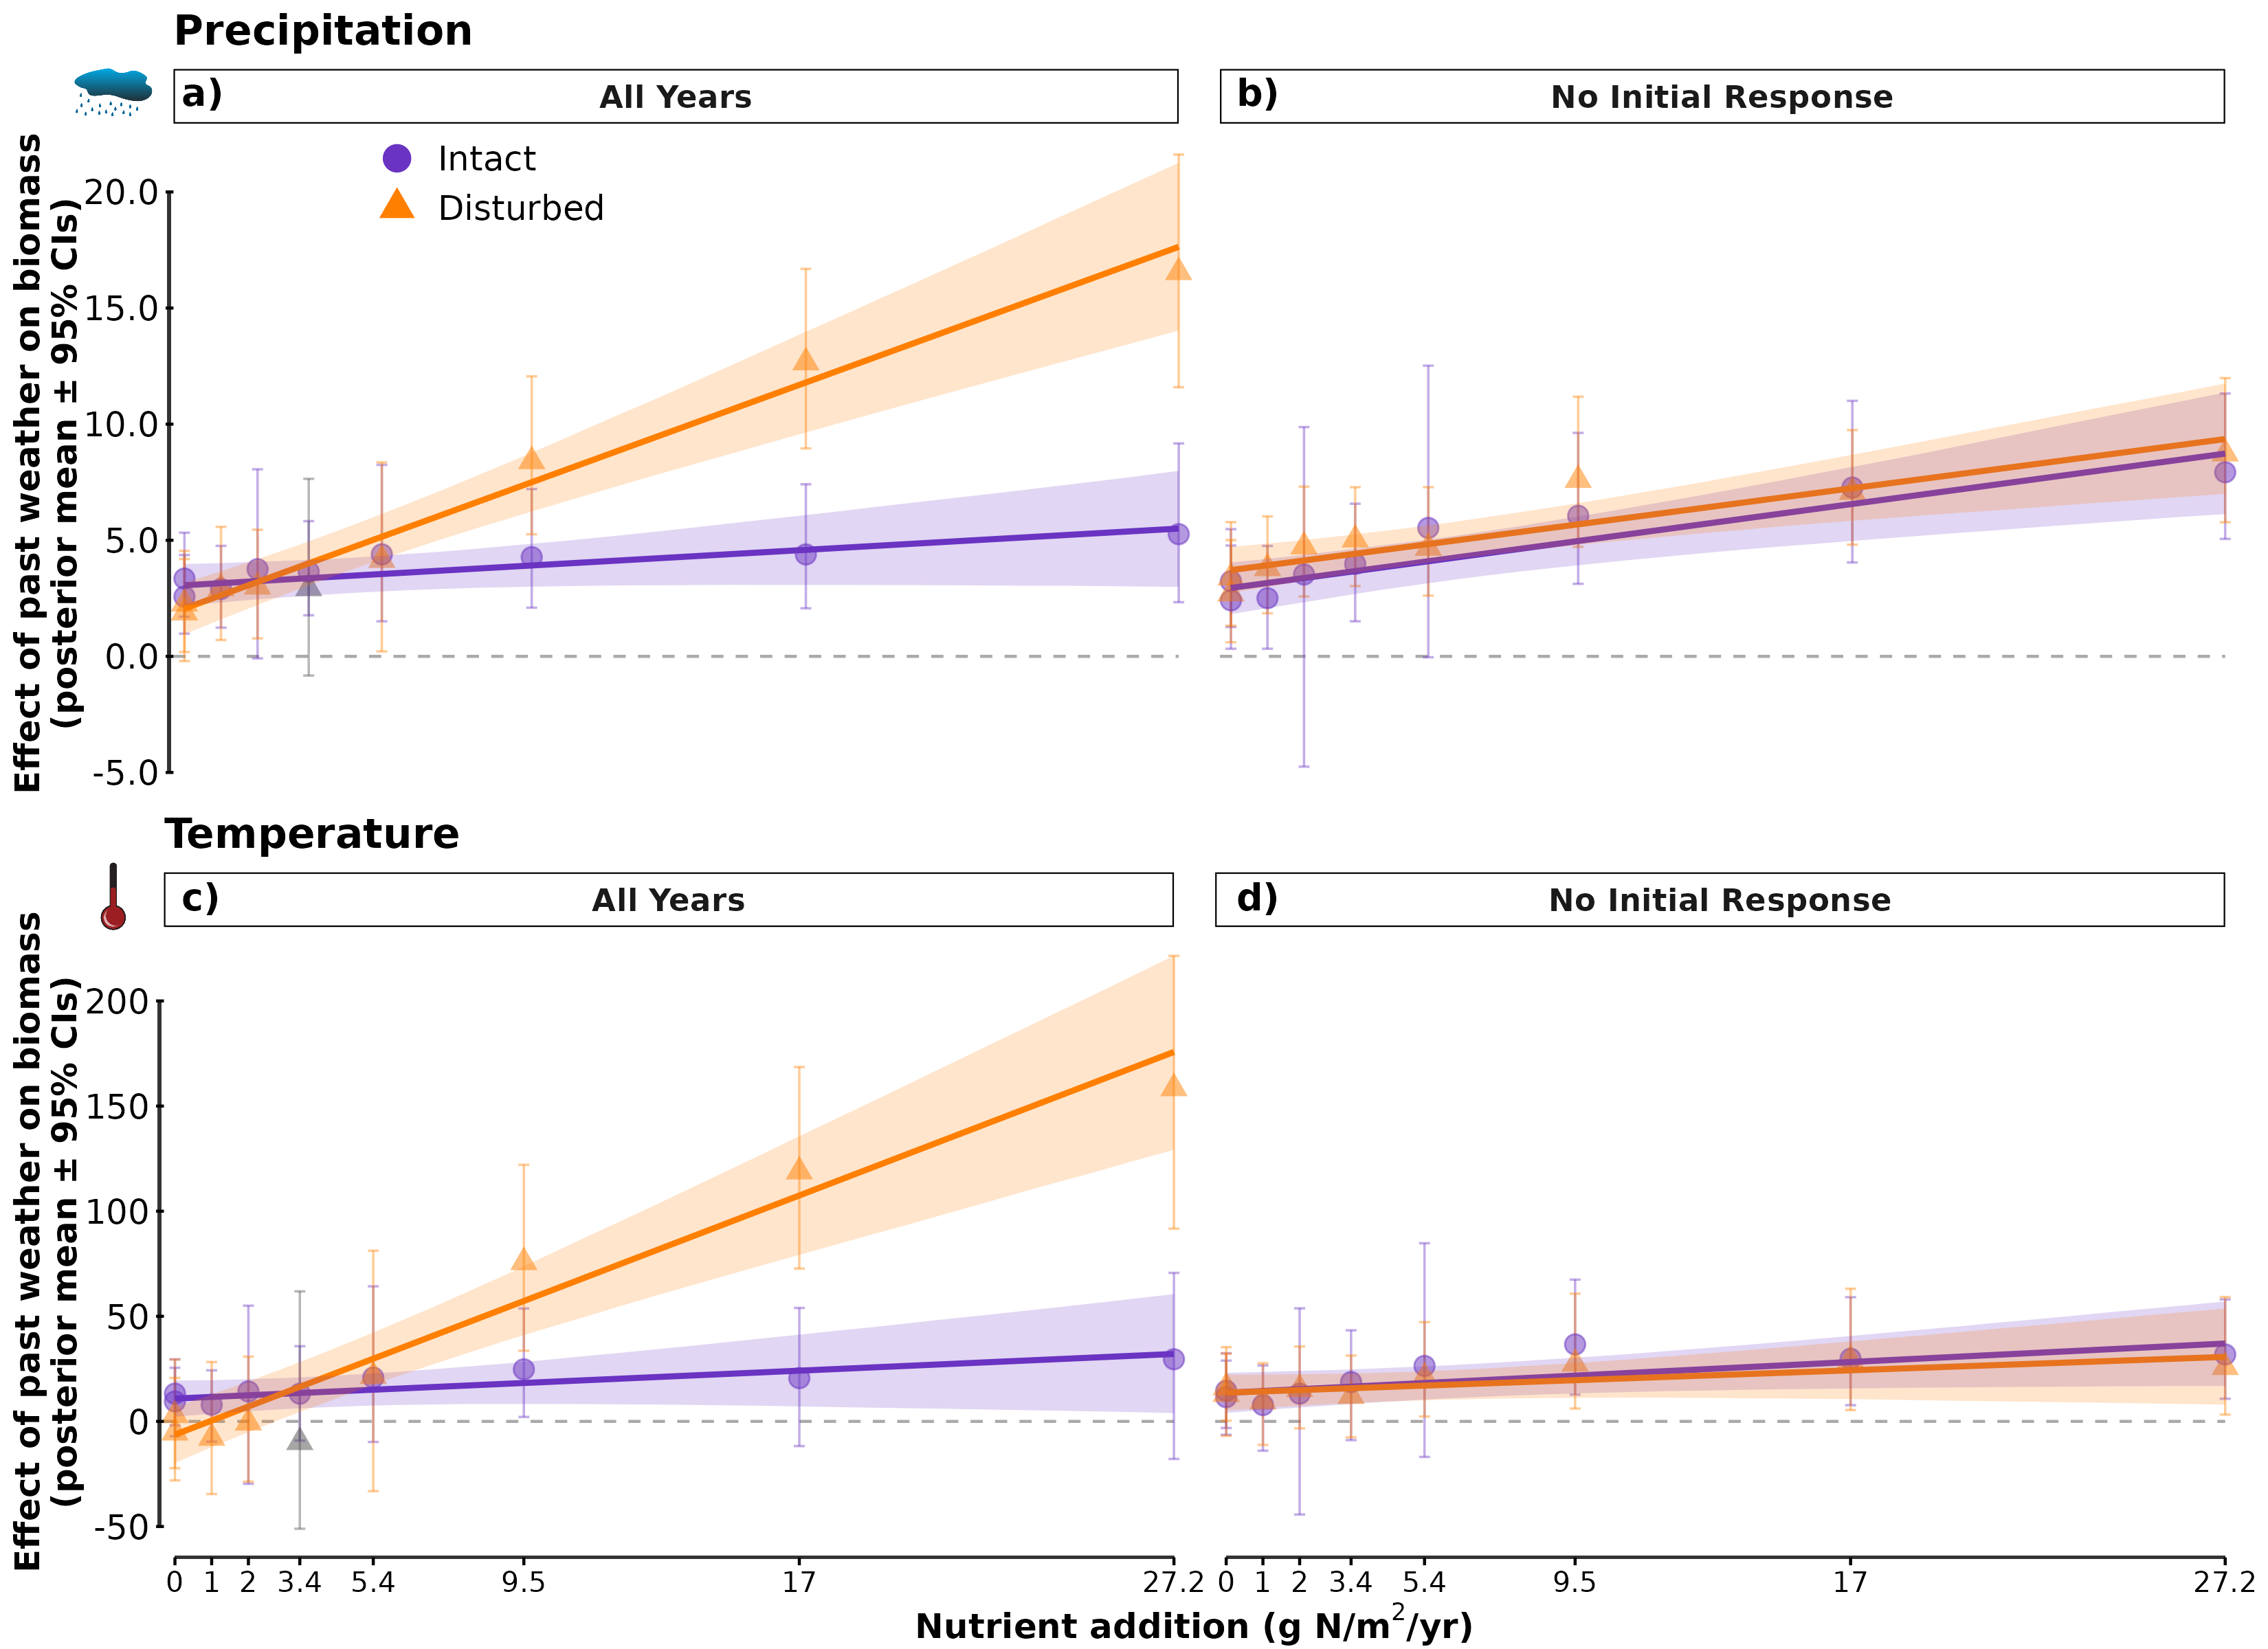 Precipitation
a) All Years
b) No Initial Response
Intact
Disturbed
Effect of past weather on biomass
(posterior mean ± 95% CIs)
20.0
15.0
10.0
5.0
0.0
-5.0
Temperature
c) All Years
d) No Initial Response
Effect of past weather on biomass
(posterior mean ± 95% CIs)
200
150
100
50
0
-50
0 1 2 3.4 5.4 9.5 17 27.2 0 1 2 3.4 5.4 9.5 17 27.2
Nutrient addition (g N/m²/yr)